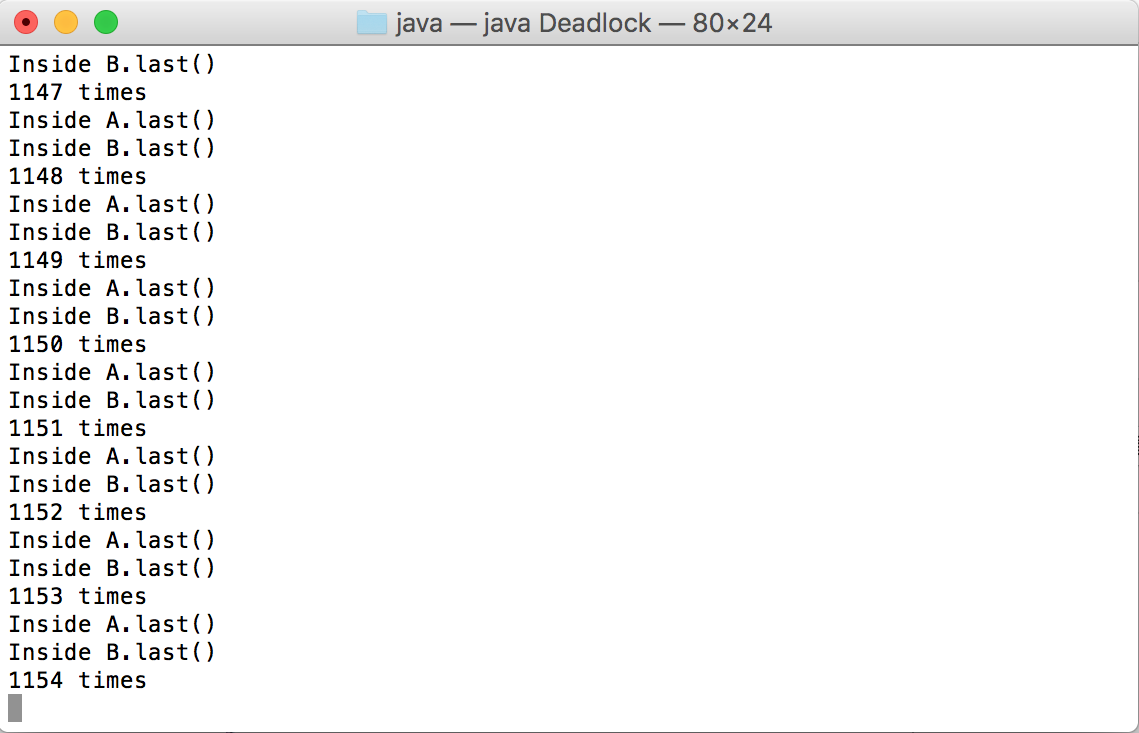 java — java Deadlock — 80×24
Inside B.last()
1147 times
Inside A.last()
Inside B.last()
1148 times
Inside A.last()
Inside B.last()
1149 times
Inside A.last()
Inside B.last()
1150 times
Inside A.last()
Inside B.last()
1151 times
Inside A.last()
Inside B.last()
1152 times
Inside A.last()
Inside B.last()
1153 times
Inside A.last()
Inside B.last()
1154 times